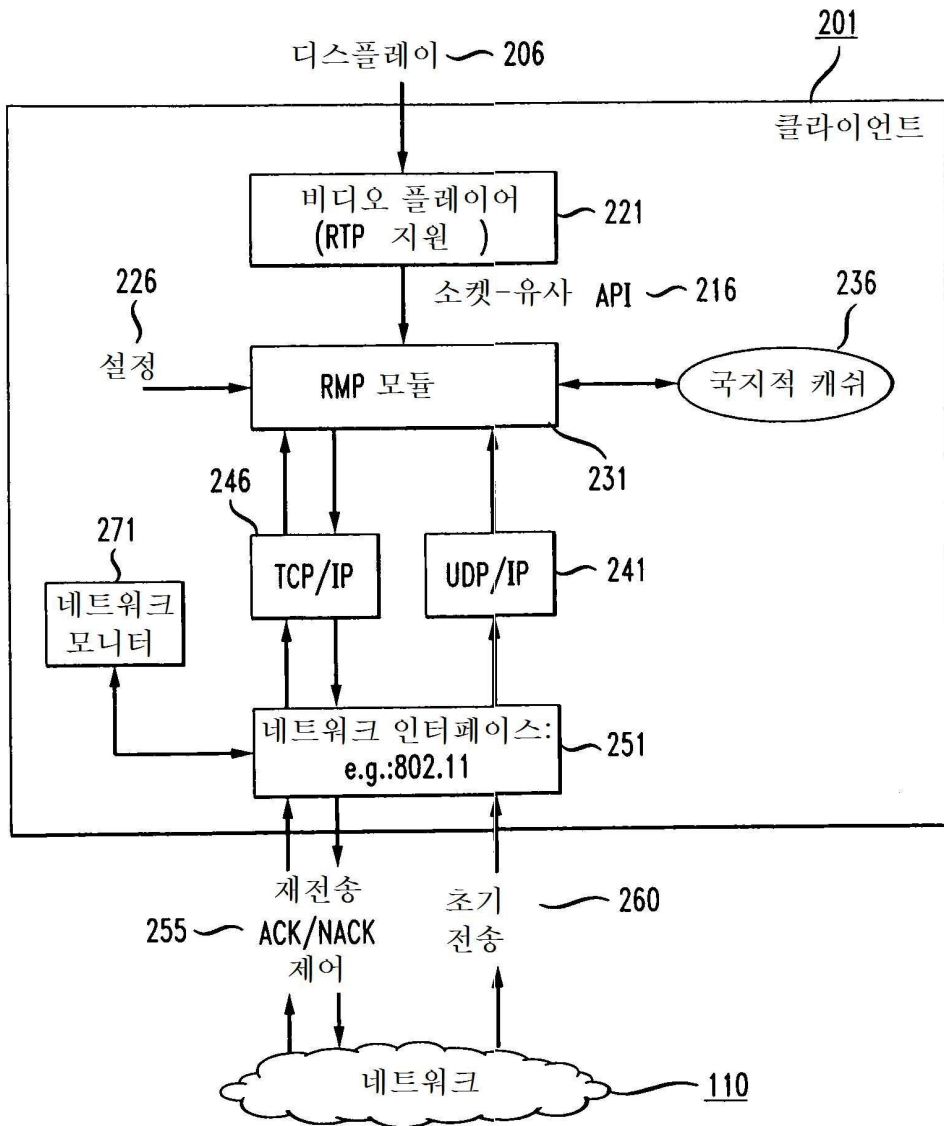 디스플레이 206
201
클라이언트
비디오 플레이어
(RTP 지원 )
221
소켓-유사 API 216
226
설정
236
국지적 캐쉬
RMP 모듈
231
246
TCP/IP
UDP/IP
241
271
네트워크
모니터
네트워크 인터페이스:
e.g.:802.11
251
재전송
255 ACK/NACK
제어
초기
전송
260
네트워크
110